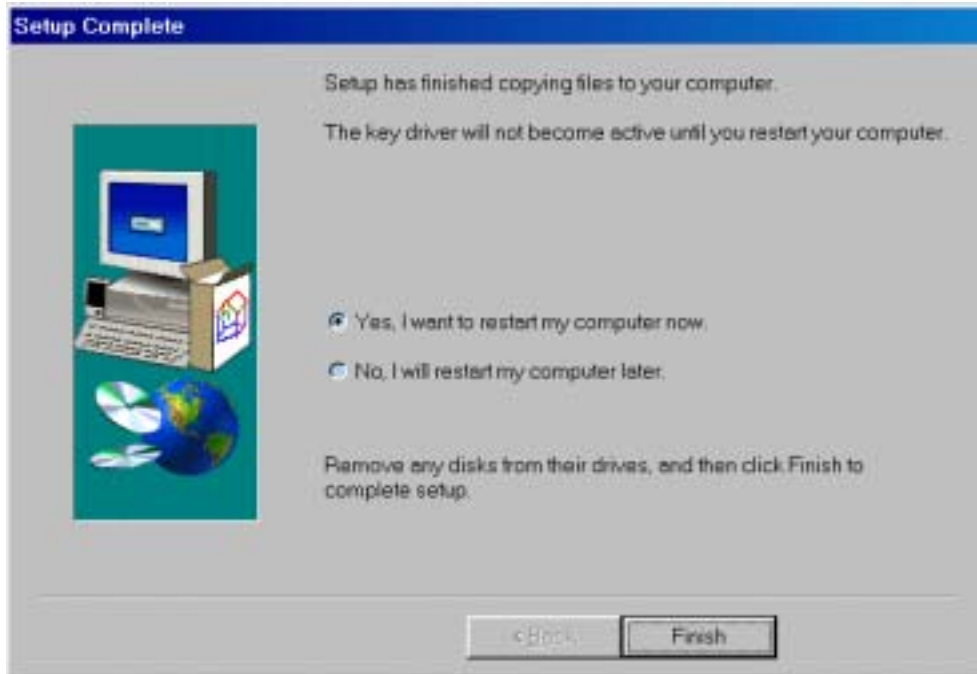 Setup Complete
Setup has finished copying files to your computer.
The key driver will not become active until you restart your computer.
Yes, I want to restart my computer now.
No, I will restart my computer later.
Remove any disks from their drives, and then click Finish to
complete setup.
< Back
Finish